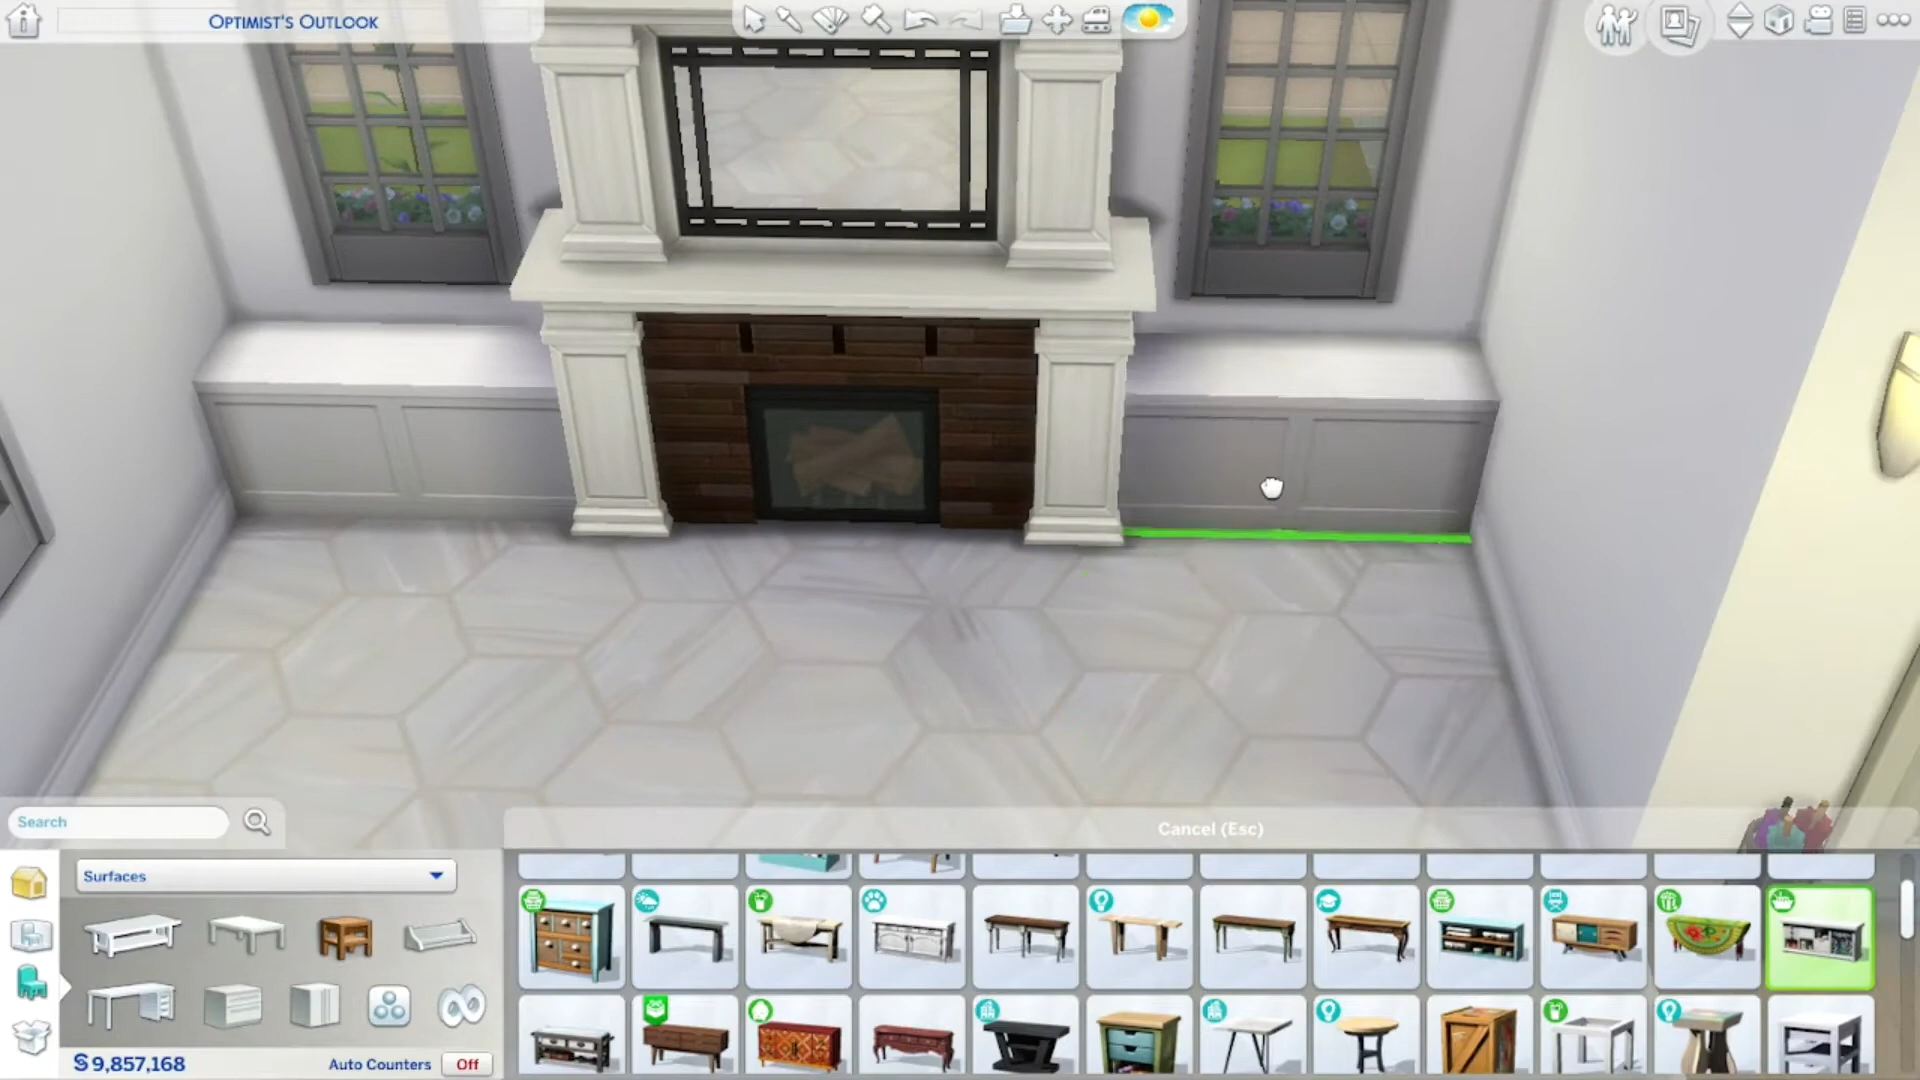 Optimist's Outlook
Search
Cancel (Esc)
Surfaces
§9,857,168
Auto Counters
Off